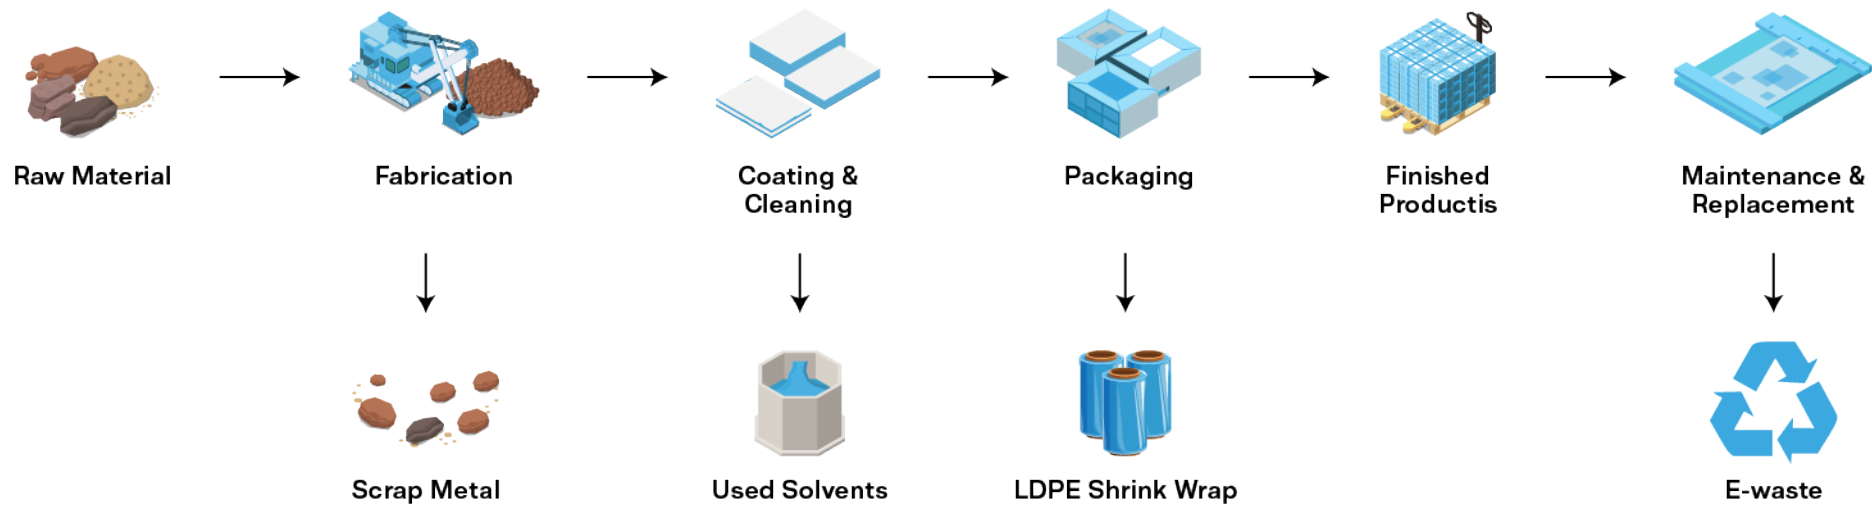 Raw Material
Fabrication
Coating &
Cleaning
Packaging
Finished
Productis
Maintenance &
Replacement
Scrap Metal
Used Solvents
LDPE Shrink Wrap
E-waste